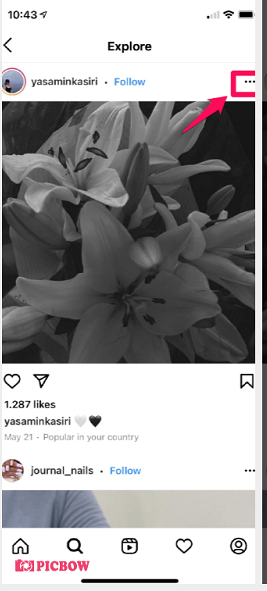 10:43
Explore
yasaminkasiri • Follow
1.287 likes
yasaminkasiri 🤍🖤
May 21 • Popular in your country
journal_nails • Follow
PICBOW